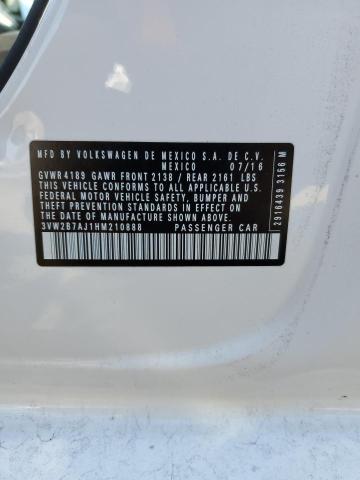 MFD BY VOLKSWAGEN DE MEXICO S.A. DE C.V.
MEXICO 07/16
GVWR 4189 GAWR FRONT 2138 / REAR 2161 LBS
THIS VEHICLE CONFORMS TO ALL APPLICABLE U.S.
FEDERAL MOTOR VEHICLE SAFETY, BUMPER, AND
THEFT PREVENTION STANDARDS IN EFFECT ON
THE DATE OF MANUFACTURE SHOWN ABOVE.
3VW2B7AJ1HM210888 PASSENGER CAR
2916439 3166 M